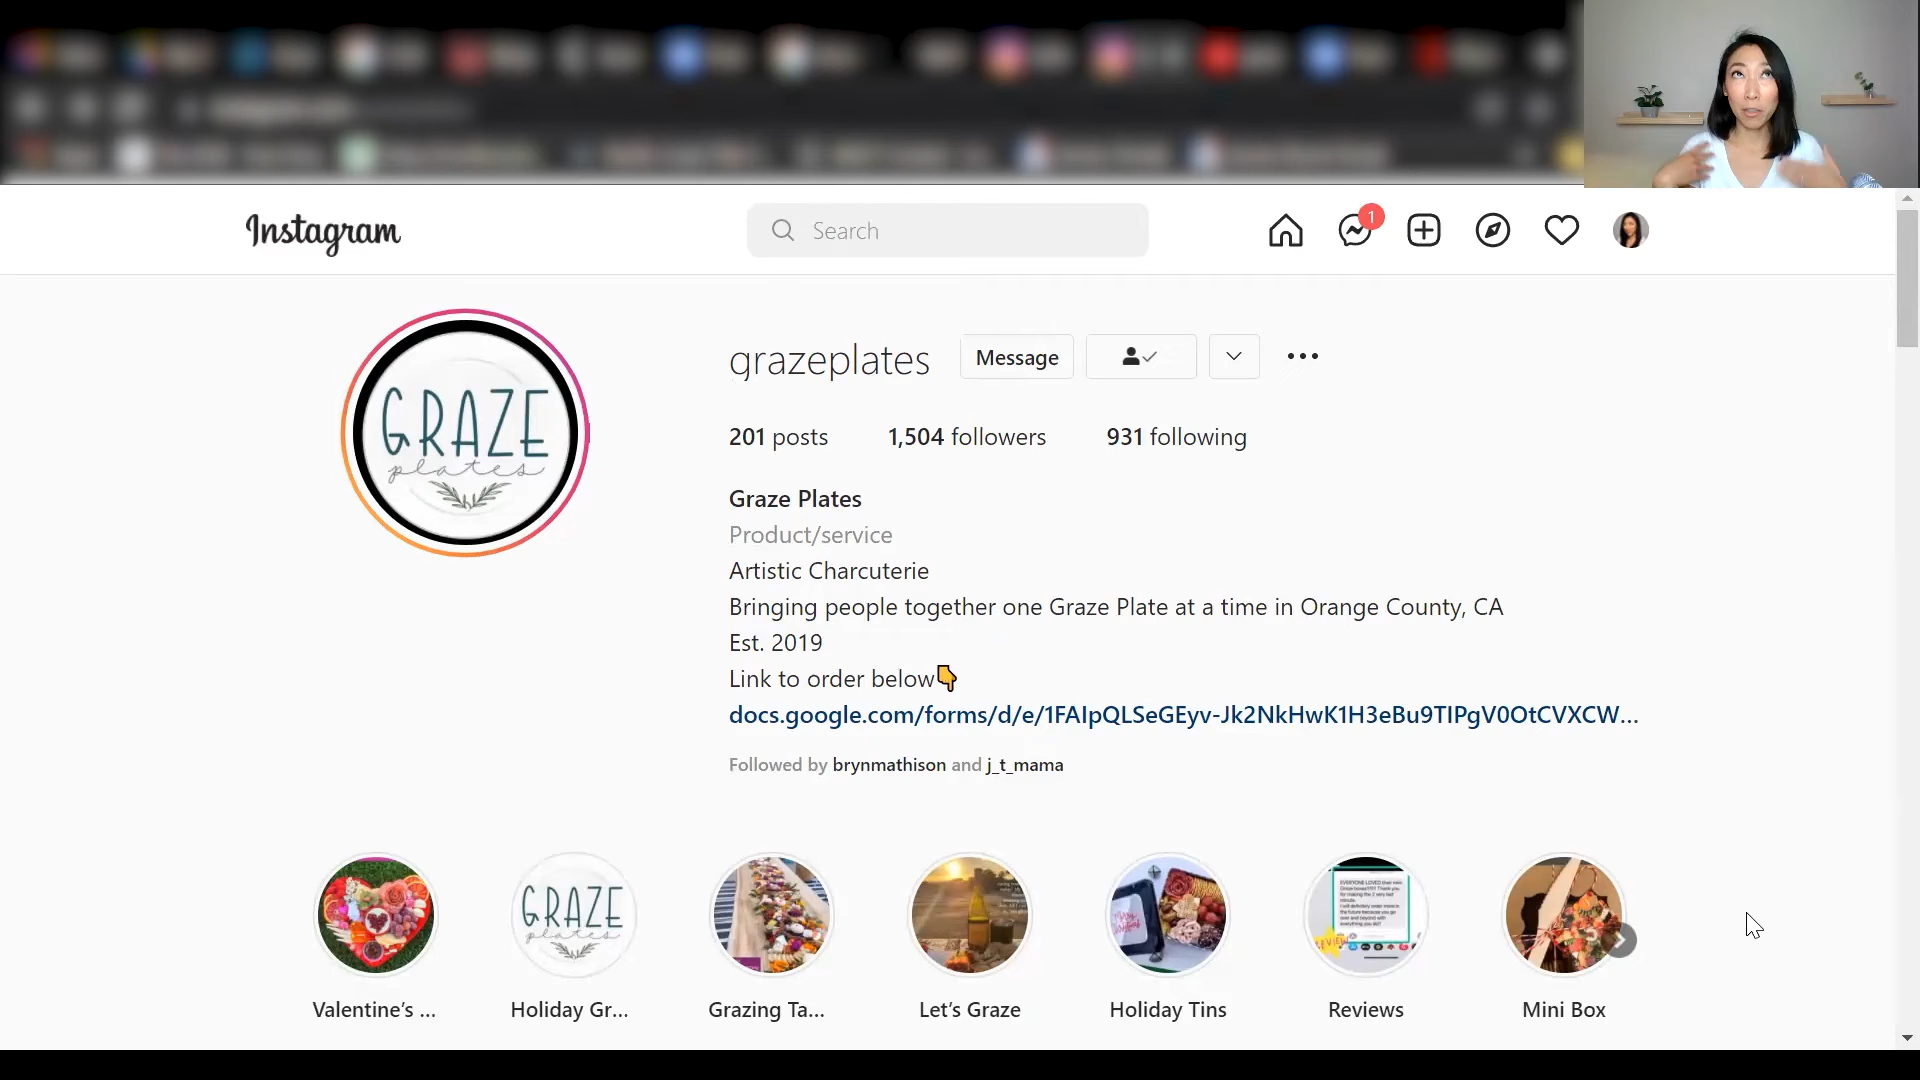 Instagram
Search
1
grazeplates
Message
201 posts
1,504 followers
931 following
GRAZE
plates
Graze Plates
Product/service
Artistic Charcuterie
Bringing people together one Graze Plate at a time in Orange County, CA
Est. 2019
Link to order below👇
docs.google.com/forms/d/e/1FAIpQLSeGEyv-Jk2NkHwK1H3eBu9TIPgV0OtCVXCW...
Followed by brynmathison and j_t_mama
GRAZE
plates
Valentine’s ...
Holiday Gr...
Grazing Ta...
Let’s Graze
Holiday Tins
Reviews
Mini Box